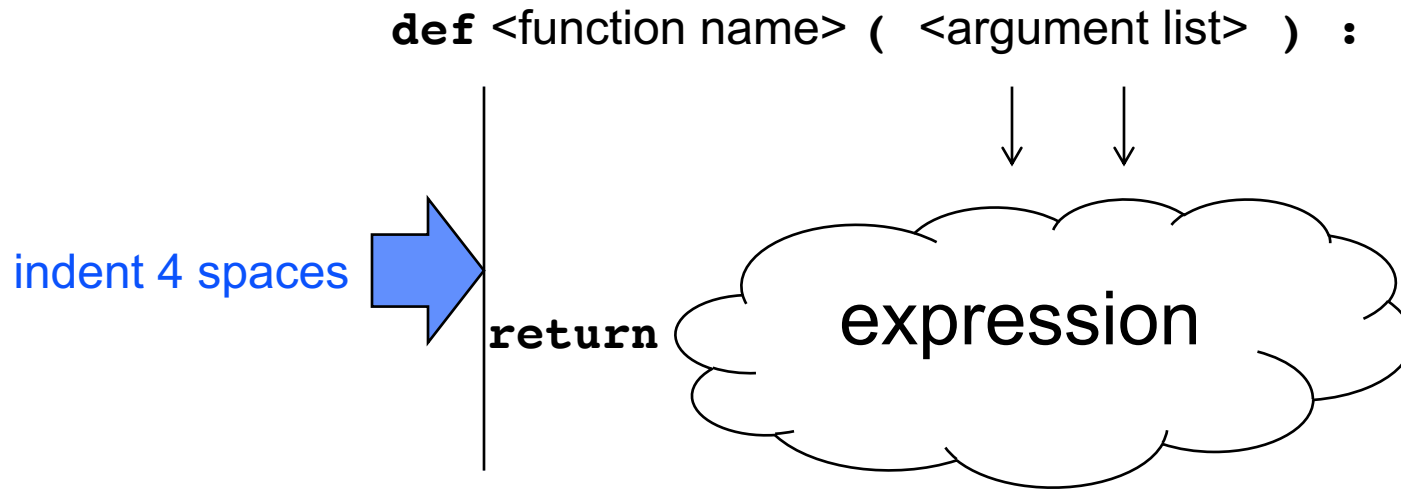 def <function name> ( <argument list> ) :
indent 4 spaces
return expression